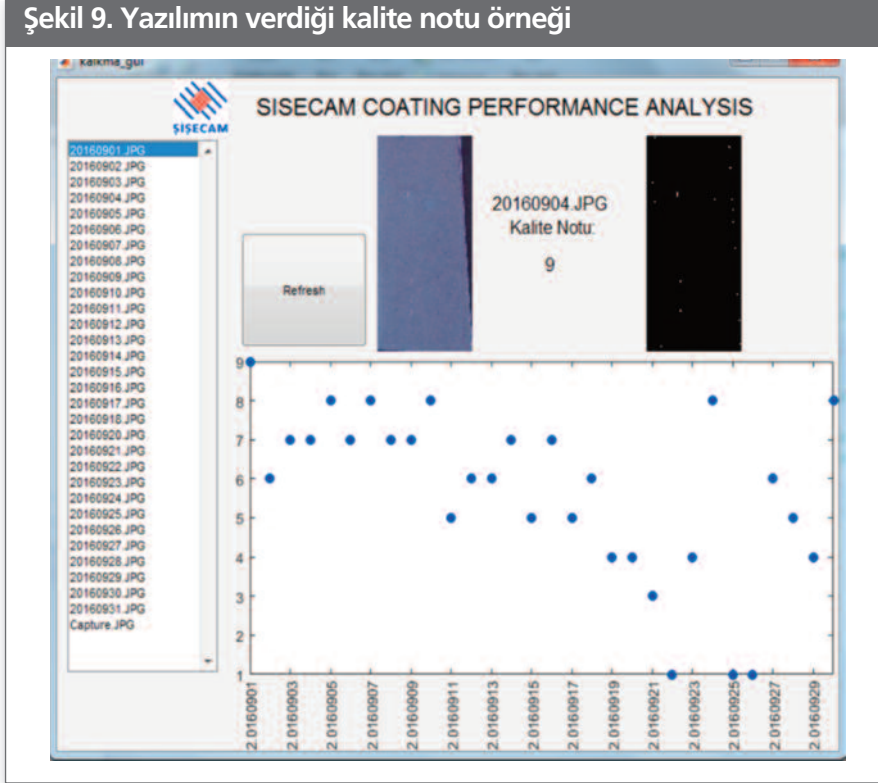 Şekil 9. Yazılımın verdiği kalite notu örneği
kalkma_gui
ŞİŞECAM
SISECAM COATING PERFORMANCE ANALYSIS
20160901.JPG
20160902.JPG
20160903.JPG
20160904.JPG
20160905.JPG
20160906.JPG
20160907.JPG
20160908.JPG
20160909.JPG
20160910.JPG
20160911.JPG
20160912.JPG
20160913.JPG
20160914.JPG
20160915.JPG
20160916.JPG
20160917.JPG
20160918.JPG
20160920.JPG
20160921.JPG
20160922.JPG
20160923.JPG
20160924.JPG
20160925.JPG
20160926.JPG
20160927.JPG
20160928.JPG
20160929.JPG
20160930.JPG
20160931.JPG
Capture.JPG
Refresh
20160904.JPG
Kalite Notu:
9
9
8
7
6
5
4
3
2
1
2.0160901
2.0160903
2.0160905
2.0160907
2.0160909
2.0160911
2.0160913
2.0160915
2.0160917
2.0160919
2.0160921
2.0160923
2.0160925
2.0160927
2.0160929